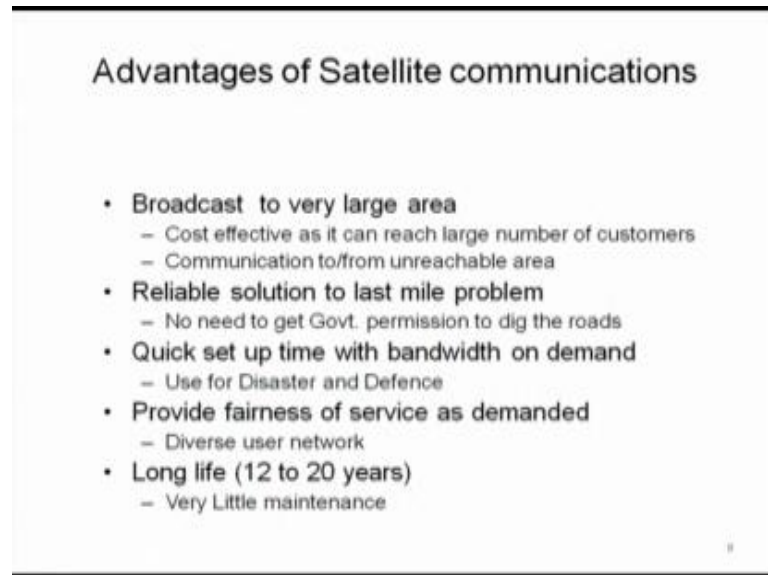 Advantages of Satellite communications
• Broadcast to very large area
– Cost effective as it can reach large number of customers
– Communication to/from unreachable area
• Reliable solution to last mile problem
– No need to get Govt. permission to dig the roads
• Quick set up time with bandwidth on demand
– Use for Disaster and Defence
• Provide fairness of service as demanded
– Diverse user network
• Long life (12 to 20 years)
– Very Little maintenance